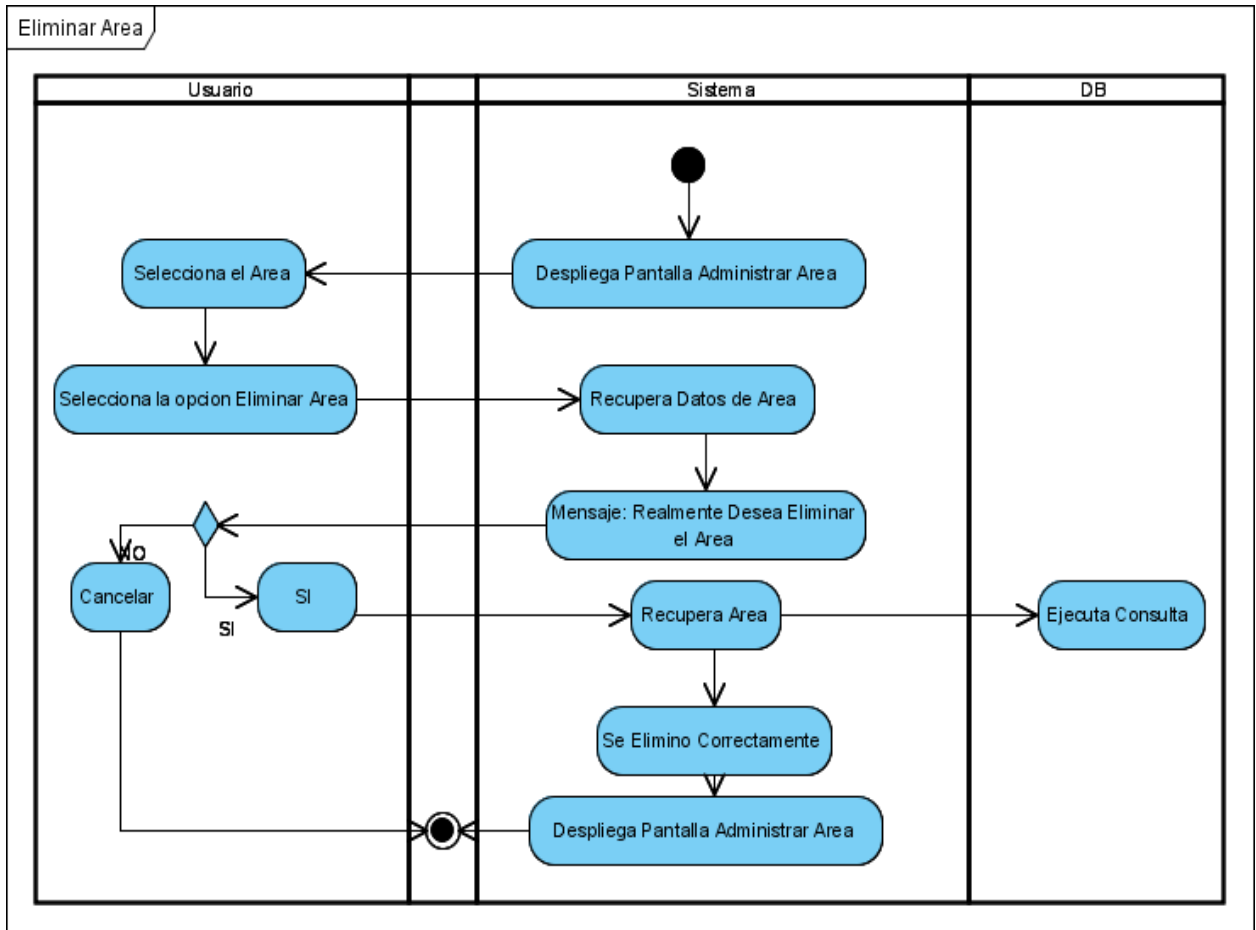 Eliminar Area
Usuario
Sistema
DB
Selecciona el Area
Despliega Pantalla Administrar Area
Selecciona la opcion Eliminar Area
Recupera Datos de Area
Mensaje: Realmente Desea Eliminar
el Area
NO
Cancelar
SI
SI
Recupera Area
Ejecuta Consulta
Se Elimino Correctamente
Despliega Pantalla Administrar Area